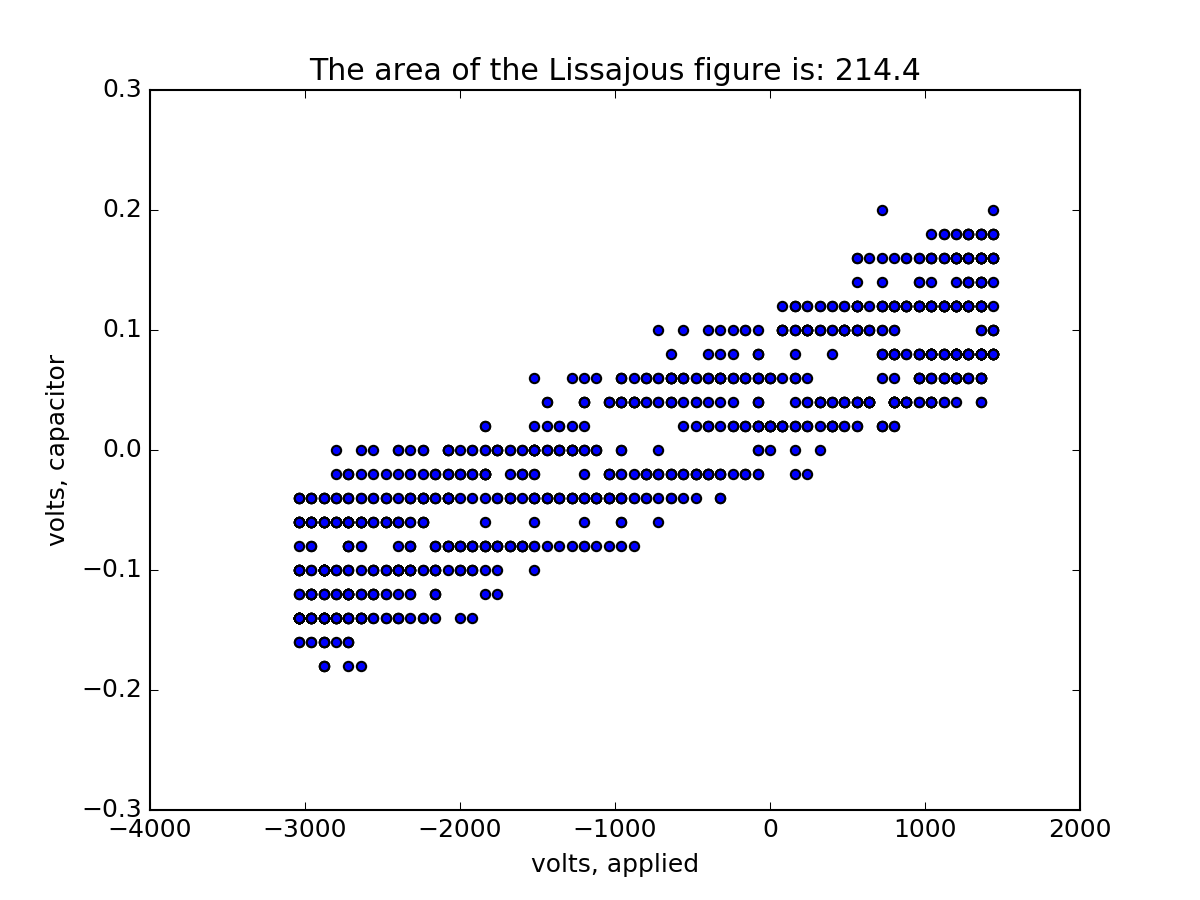 The area of the Lissajous figure is: 214.4
0.3
0.2
0.1
0.0
−0.1
−0.2
−0.3
volts, capacitor
−4000 −3000 −2000 −1000 0 1000 2000
volts, applied